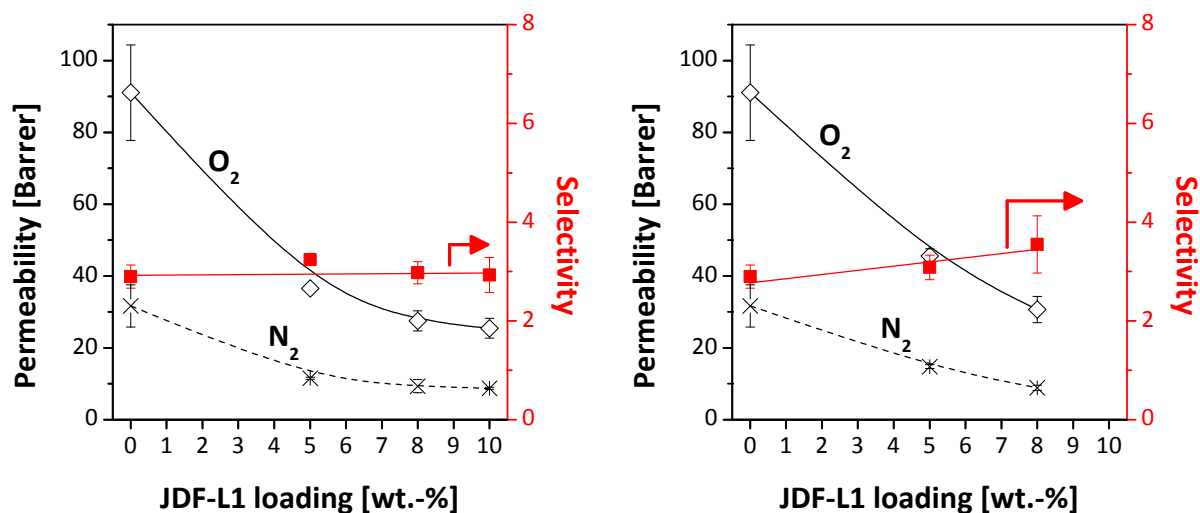 100
80
60
40
20
0
Permeability [Barrer]
O₂
N₂
8
6
4
2
0
Selectivity
0 1 2 3 4 5 6 7 8 9 10
JDF-L1 loading [wt.-%]
100
80
60
40
20
0
Permeability [Barrer]
O₂
N₂
8
6
4
2
0
Selectivity
0 1 2 3 4 5 6 7 8 9 10
JDF-L1 loading [wt.-%]